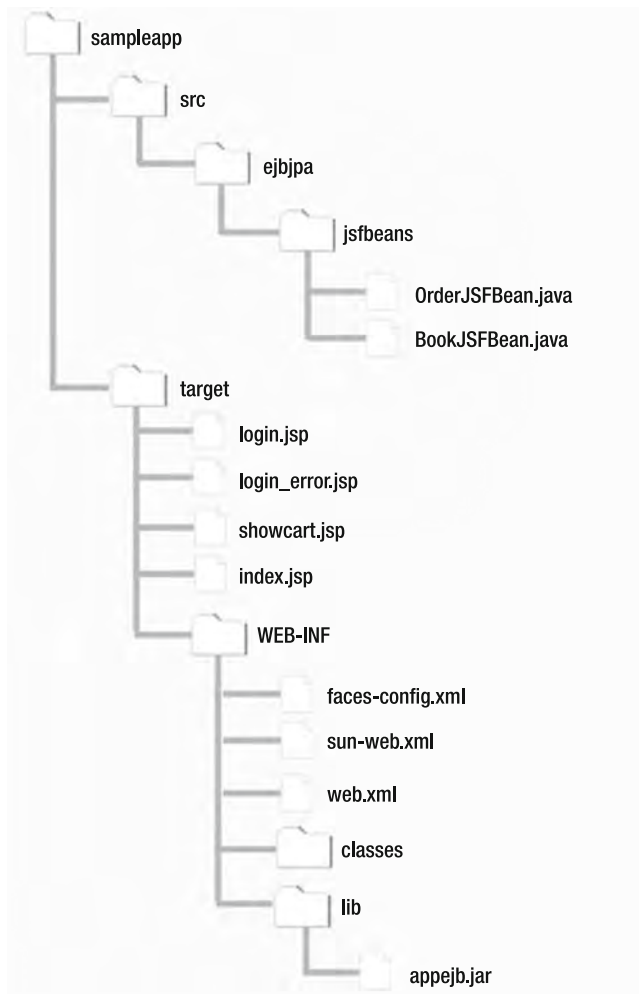 sampleapp
src
ejbjpa
jsfbeans
OrderJSFBean.java
BookJSFBean.java
target
login.jsp
login_error.jsp
showcart.jsp
index.jsp
WEB-INF
faces-config.xml
sun-web.xml
web.xml
classes
lib
appejb.jar